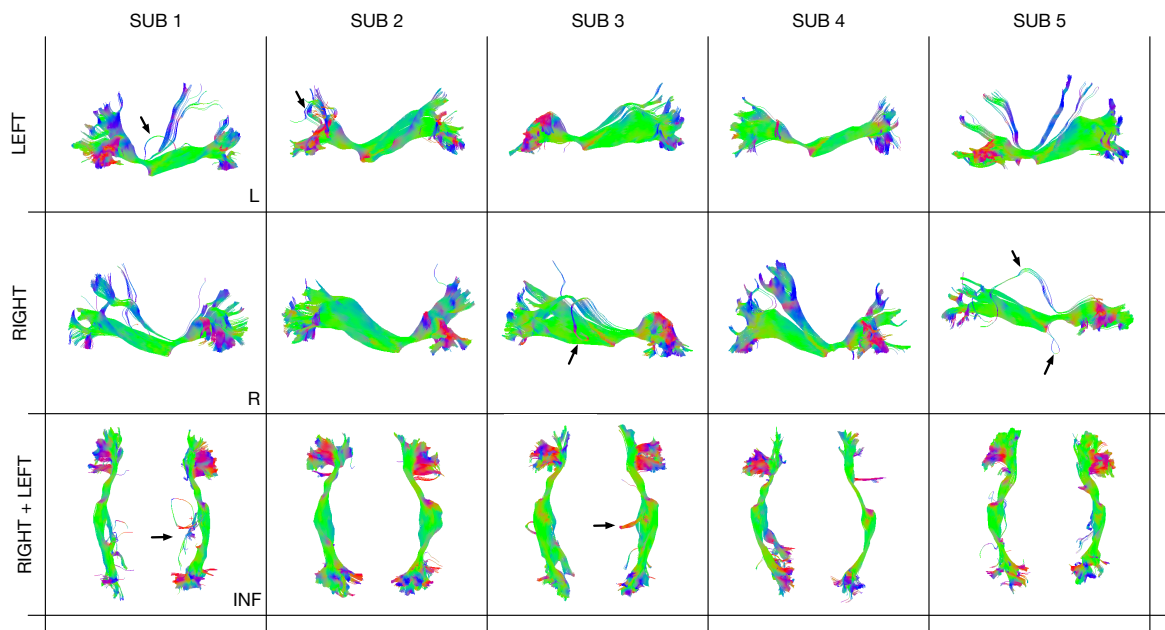 SUB 1 SUB 2 SUB 3 SUB 4 SUB 5
LEFT
L
RIGHT
R
RIGHT + LEFT
INF